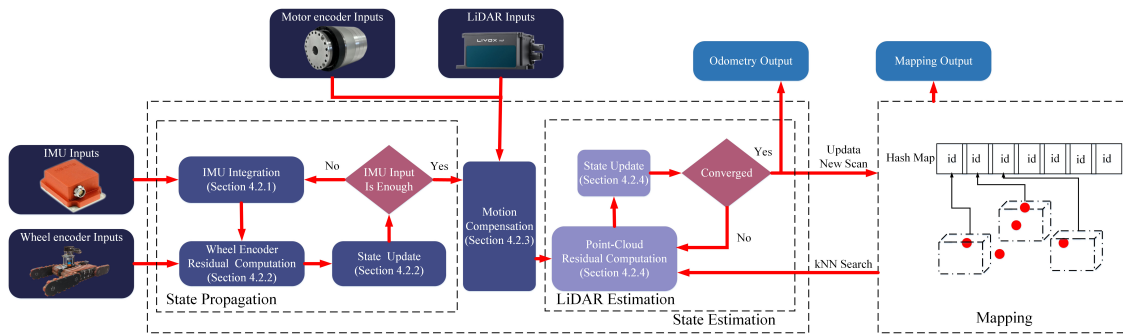 Motor encoder Inputs
LiDAR Inputs
LIVOX
Odometry Output
Mapping Output
IMU Inputs
IMU Integration
(Section 4.2.1)
No
IMU Input
Is Enough
Yes
Motion
Compensation
(Section 4.2.3)
State Update
(Section 4.2.4)
Converged
Yes
No
Updata
New Scan
Hash Map
id
id
id
id
id
id
id
Wheel encoder Inputs
Wheel Encoder
Residual Computation
(Section 4.2.2)
State Update
(Section 4.2.2)
Point-Cloud
Residual Computation
(Section 4.2.4)
kNN Search
State Propagation
LiDAR Estimation
State Estimation
Mapping